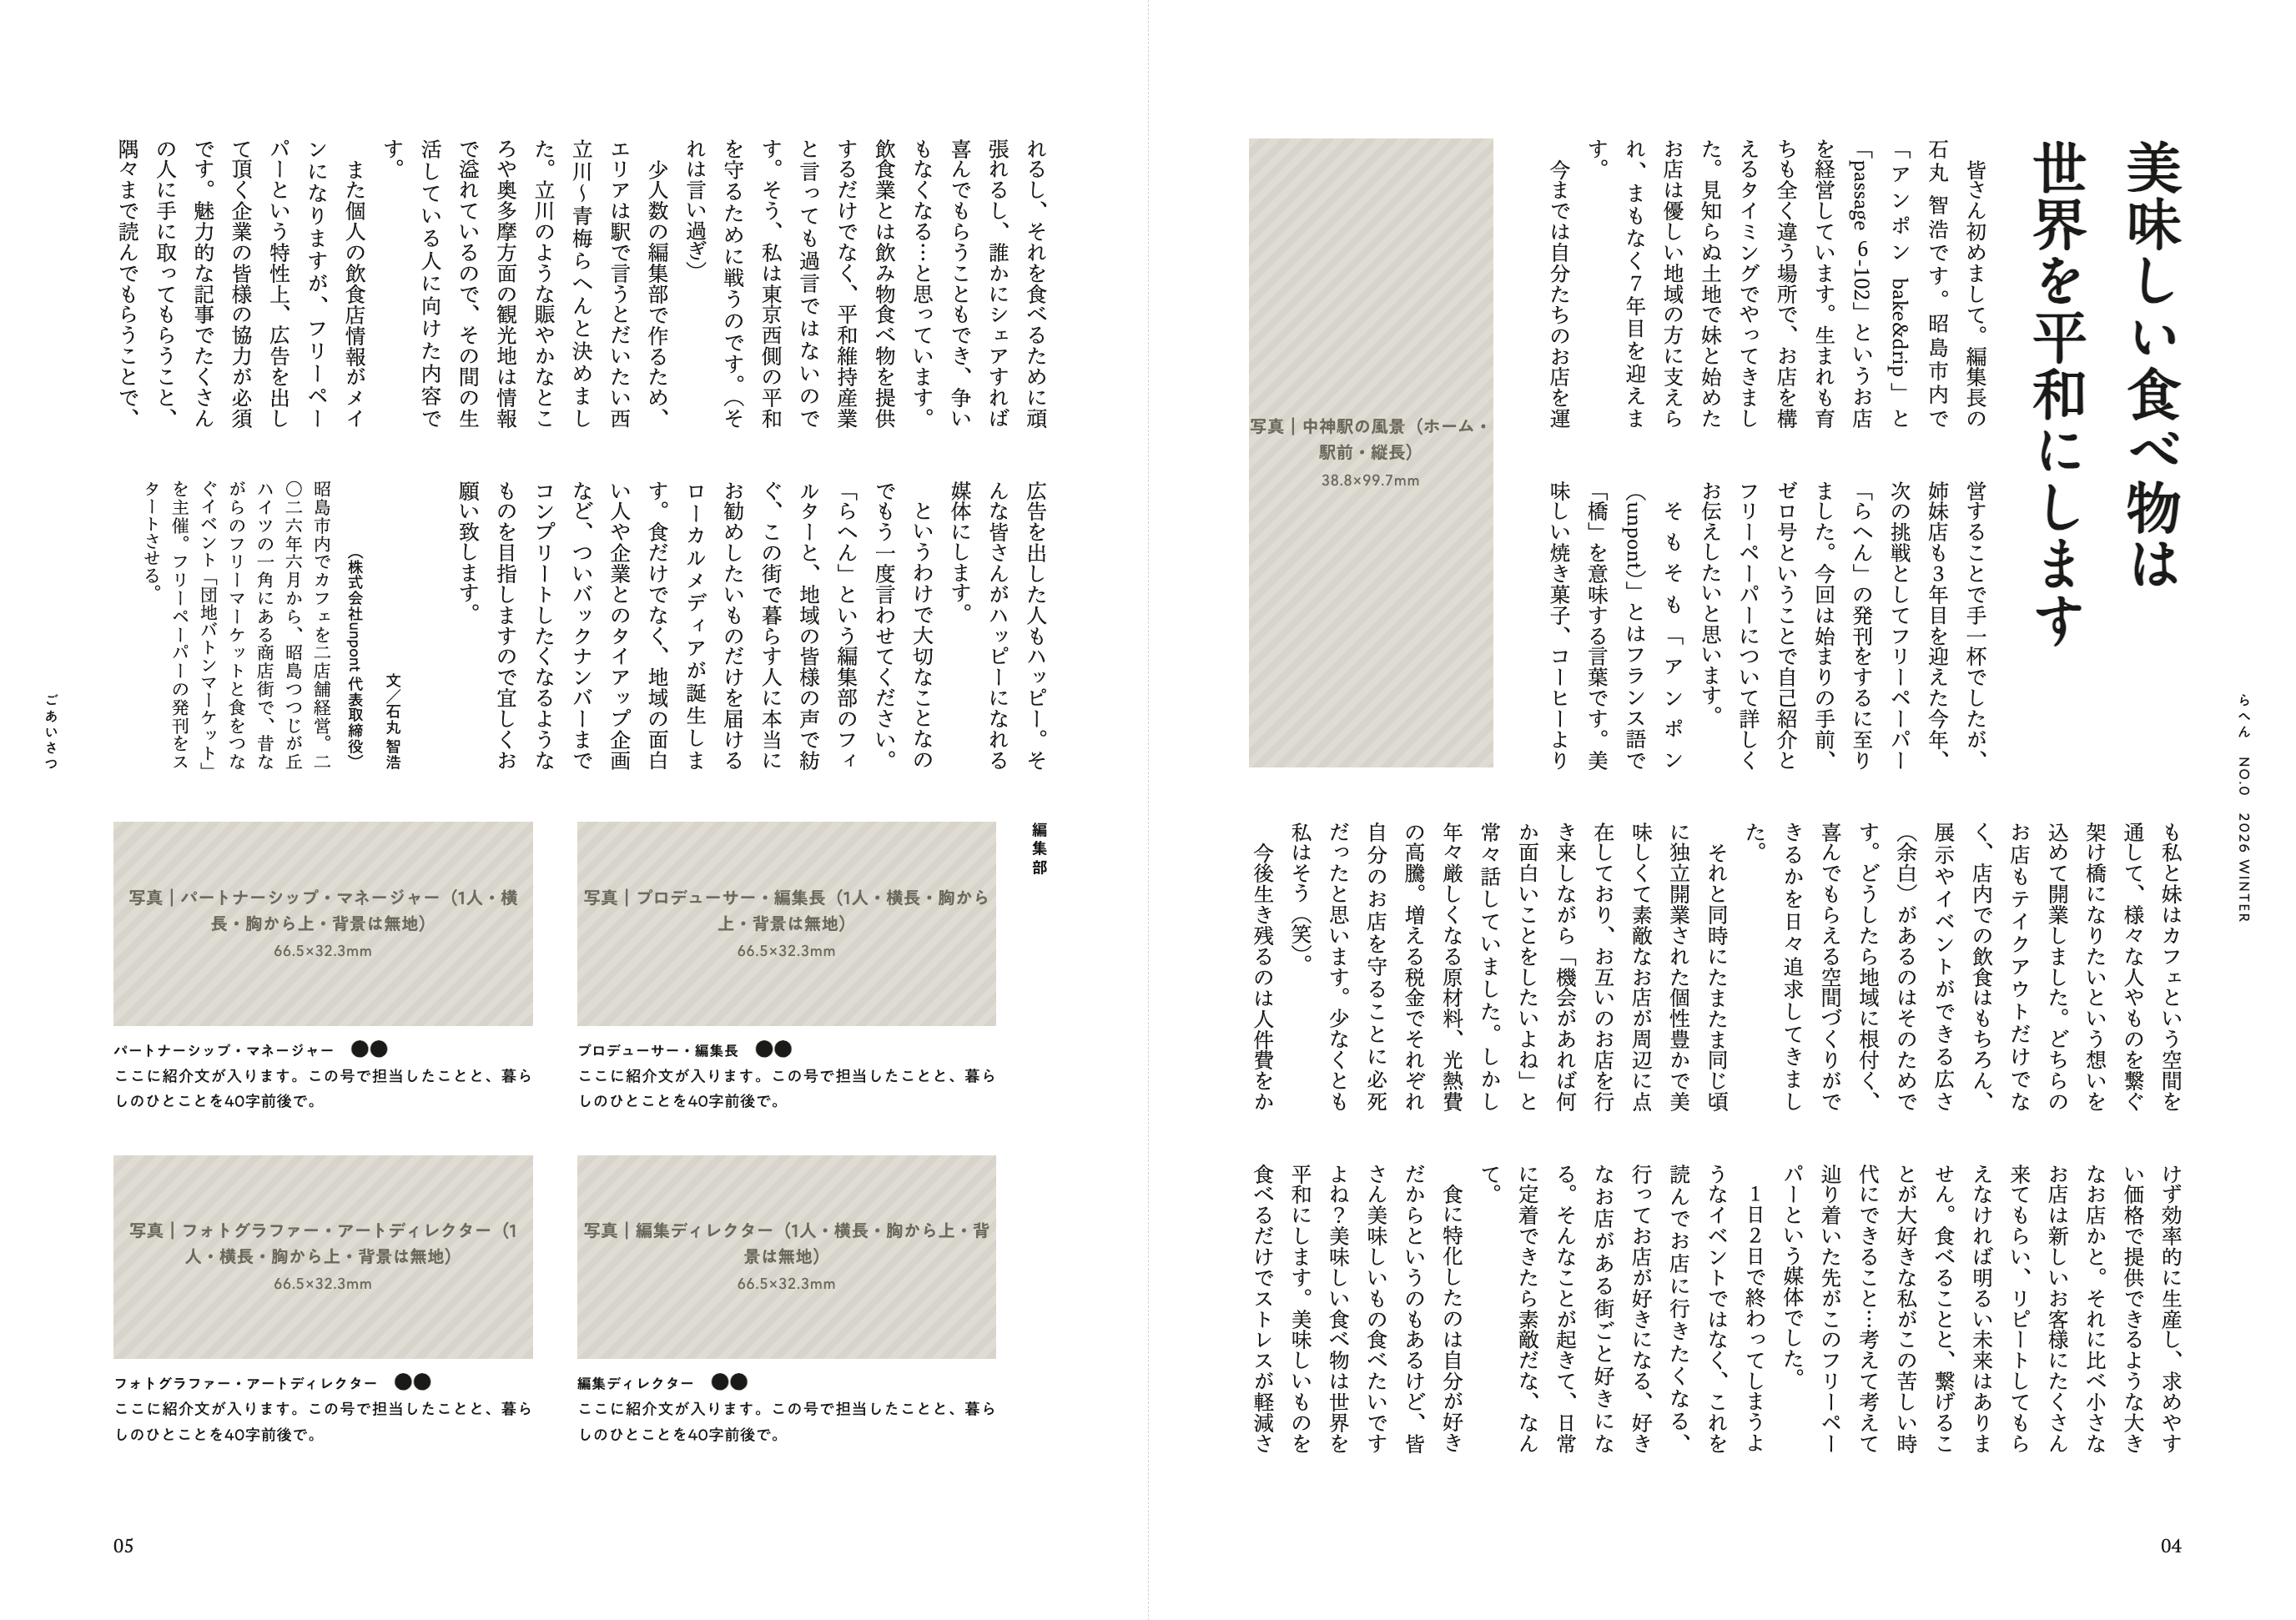 らへん　NO.0　2026 WINTER
美味しい食べ物は
世界を平和にします
　皆さん初めまして。編集長の
石丸 智浩です。昭島市内で
「アンポン bake&drip」と
「passage 6-102」というお店
を経営しています。生まれも育
ちも全く違う場所で、お店を構
えるタイミングでやってきまし
た。見知らぬ土地で妹と始めた
お店は優しい地域の方に支えら
れ、まもなく7年目を迎えま
す。
　今までは自分たちのお店を運
営することで手一杯でしたが、
姉妹店も3年目を迎えた今年、
次の挑戦としてフリーペーパー
「らへん」の発刊をするに至り
ました。今回は始まりの手前、
ゼロ号ということで自己紹介と
フリーペーパーについて詳しく
お伝えしたいと思います。
　そもそも「アンポン
（unpont）」とはフランス語で
「橋」を意味する言葉です。美
味しい焼き菓子、コーヒーより
写真｜中神駅の風景（ホーム・
駅前・縦長）
38.8×99.7mm
も私と妹はカフェという空間を
通して、様々な人やものを繋ぐ
架け橋になりたいという想いを
込めて開業しました。どちらの
お店もテイクアウトだけでな
く、店内での飲食はもちろん、
展示やイベントができる広さ
（余白）があるのはそのためで
す。どうしたら地域に根付く、
喜んでもらえる空間づくりがで
きるかを日々追求してきまし
た。
　それと同時にたまたま同じ頃
に独立開業された個性豊かで美
味しくて素敵なお店が周辺に点
在しており、お互いのお店を行
き来しながら「機会があれば何
か面白いことをしたいよね」と
常々話していました。しかし
年々厳しくなる原材料、光熱費
の高騰。増える税金でそれぞれ
自分のお店を守ることに必死
だったと思います。少なくとも
私はそう（笑）。
　今後生き残るのは人件費をか
けず効率的に生産し、求めやす
い価格で提供できるような大き
なお店かと。それに比べ小さな
お店は新しいお客様にたくさん
来てもらい、リピートしてもら
えなければ明るい未来はありま
せん。食べることと、繋げるこ
とが大好きな私がこの苦しい時
代にできること…考えて考えて
辿り着いた先がこのフリーペー
パーという媒体でした。
　1日2日で終わってしまうよ
うなイベントではなく、これを
読んでお店に行きたくなる、
行ってお店が好きになる、好き
なお店がある街ごと好きにな
る。そんなことが起きて、日常
に定着できたら素敵だな、なん
て。
　食に特化したのは自分が好き
だからというのもあるけど、皆
さん美味しいもの食べたいです
よね？美味しい食べ物は世界を
平和にします。美味しいものを
食べるだけでストレスが軽減さ
04
れるし、それを食べるために頑
張れるし、誰かにシェアすれば
喜んでもらうこともでき、争い
もなくなる…と思っています。
飲食業とは飲み物食べ物を提供
するだけでなく、平和維持産業
と言っても過言ではないので
す。そう、私は東京西側の平和
を守るために戦うのです。（そ
れは言い過ぎ）
　少人数の編集部で作るため、
エリアは駅で言うとだいたい西
立川〜青梅らへんと決めまし
た。立川のような賑やかなとこ
ろや奥多摩方面の観光地は情報
で溢れているので、その間の生
活している人に向けた内容で
す。
　また個人の飲食店情報がメイ
ンになりますが、フリーペー
パーという特性上、広告を出し
て頂く企業の皆様の協力が必須
です。魅力的な記事でたくさん
の人に手に取ってもらうこと、
隅々まで読んでもらうことで、
広告を出した人もハッピー。そ
んな皆さんがハッピーになれる
媒体にします。
　というわけで大切なことなの
でもう一度言わせてください。
「らへん」という編集部のフィ
ルターと、地域の皆様の声で紡
ぐ、この街で暮らす人に本当に
お勧めしたいものだけを届ける
ローカルメディアが誕生しま
す。食だけでなく、地域の面白
い人や企業とのタイアップ企画
など、ついバックナンバーまで
コンプリートしたくなるような
ものを目指しますので宜しくお
願い致します。
文／石丸 智浩
（株式会社unpont 代表取締役）
昭島市内でカフェを二店舗経営。二
〇二六年六月から、昭島つつじが丘
ハイツの一角にある商店街で、昔な
がらのフリーマーケットと食をつな
ぐイベント「団地バトンマーケット」
を主催。フリーペーパーの発刊をス
タートさせる。
編集部
写真｜プロデューサー・編集長（1人・横長・胸から
上・背景は無地）
66.5×32.3mm
プロデューサー・編集長　●●
ここに紹介文が入ります。この号で担当したことと、暮ら
しのひとことを40字前後で。
写真｜パートナーシップ・マネージャー（1人・横
長・胸から上・背景は無地）
66.5×32.3mm
パートナーシップ・マネージャー　●●
ここに紹介文が入ります。この号で担当したことと、暮ら
しのひとことを40字前後で。
写真｜編集ディレクター（1人・横長・胸から上・背
景は無地）
66.5×32.3mm
編集ディレクター　●●
ここに紹介文が入ります。この号で担当したことと、暮ら
しのひとことを40字前後で。
写真｜フォトグラファー・アートディレクター（1
人・横長・胸から上・背景は無地）
66.5×32.3mm
フォトグラファー・アートディレクター　●●
ここに紹介文が入ります。この号で担当したことと、暮ら
しのひとことを40字前後で。
ごあいさつ
05